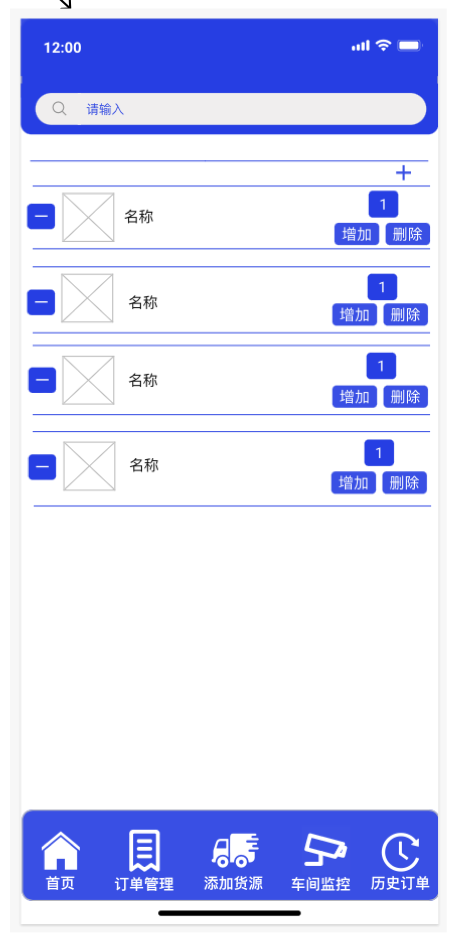 12:00
请输入
+
名称
1
增加 删除
名称
1
增加 删除
名称
1
增加 删除
名称
1
增加 删除
首页 订单管理 添加货源 车间监控 历史订单